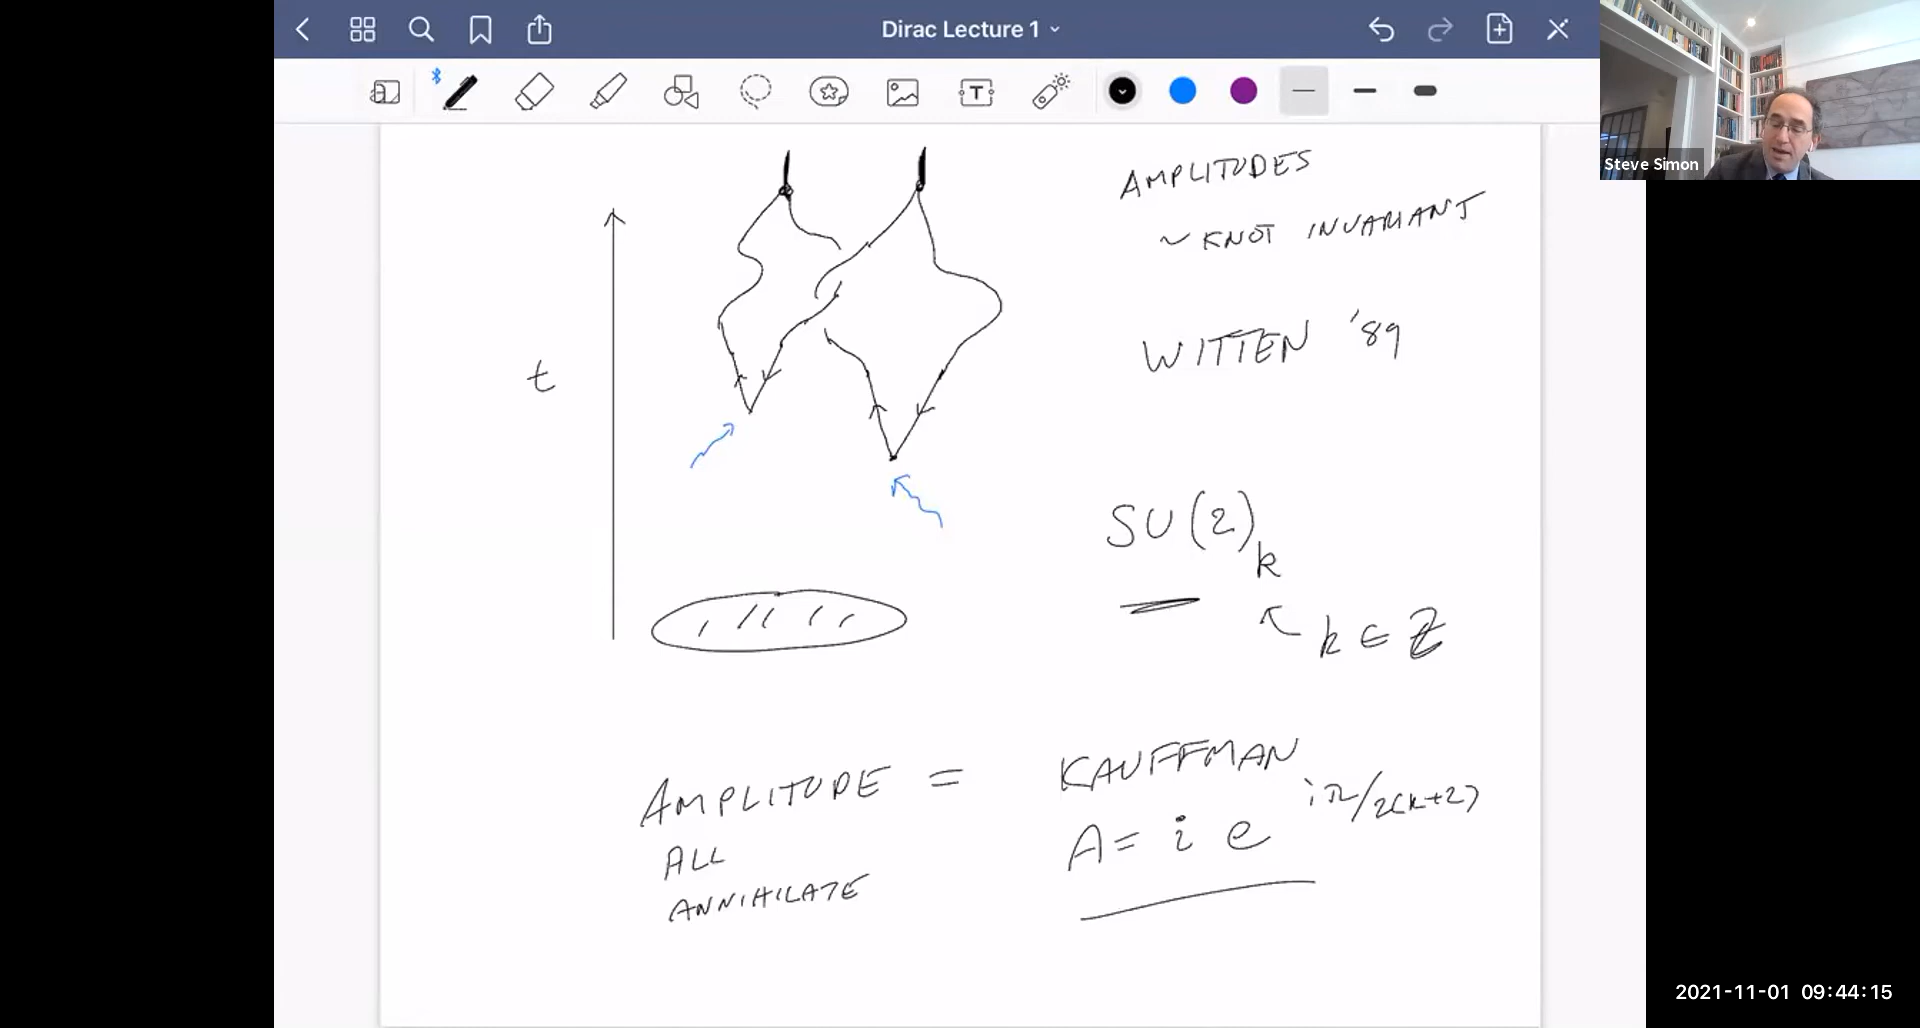 Dirac Lecture 1
T
Steve Simon
AMPLITUDES
~ KNOT INVARIANT
WITTEN '89
t
SU(2)k
k ∈ ℤ
AMPLITUDE = KAUFFMAN
ALL
ANNIHILATE
A = i e^{iπ/2(k+2)}
2021-11-01 09:44:15